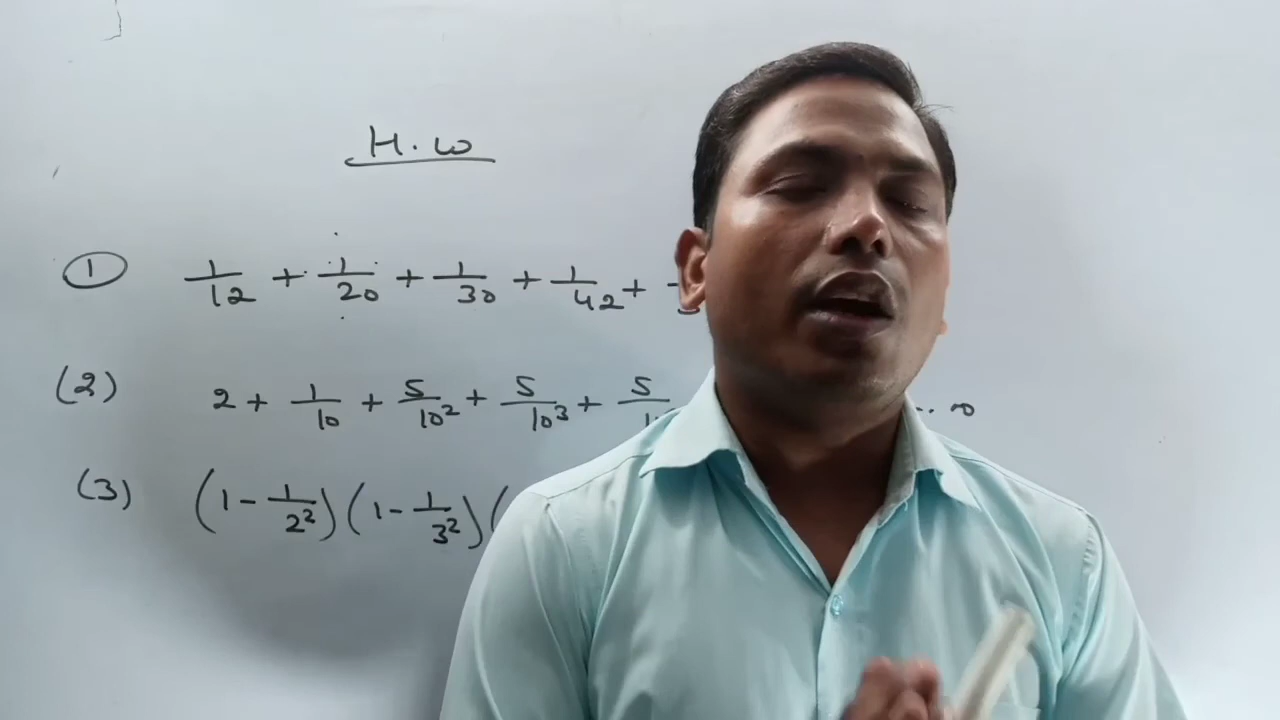 H.W
① 1/12 + 1/20 + 1/30 + 1/42 +
(2) 2 + 1/10 + 5/10² + 5/10³ + 5/ .. ∞
(3) (1 - 1/2²)(1 - 1/3²)(